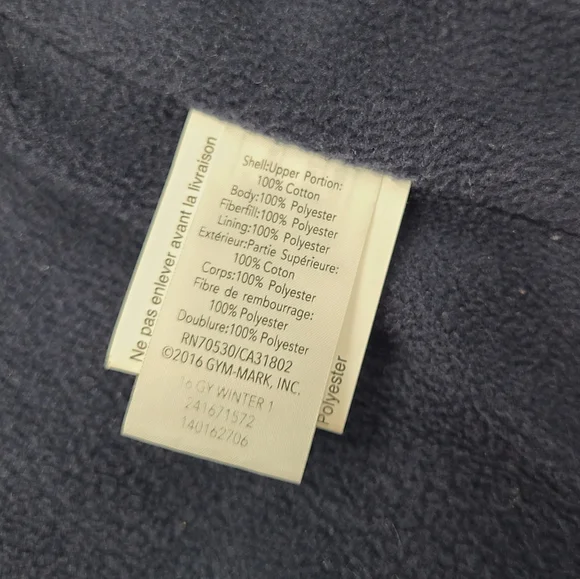 Shell:Upper Portion:
100% Cotton
Body:100% Polyester
Fiberfill:100% Polyester
Lining:100% Polyester
Extérieur:Partie Supérieure:
100% Coton
Corps:100% Polyester
Fibre de rembourrage:
100% Polyester
Doublure:100% Polyester
RN70530/CA31802
©2016 GYM-MARK, INC.
16 GY WINTER 1
241671572
140162706
Ne pas enlever avant la livraison
Polyester